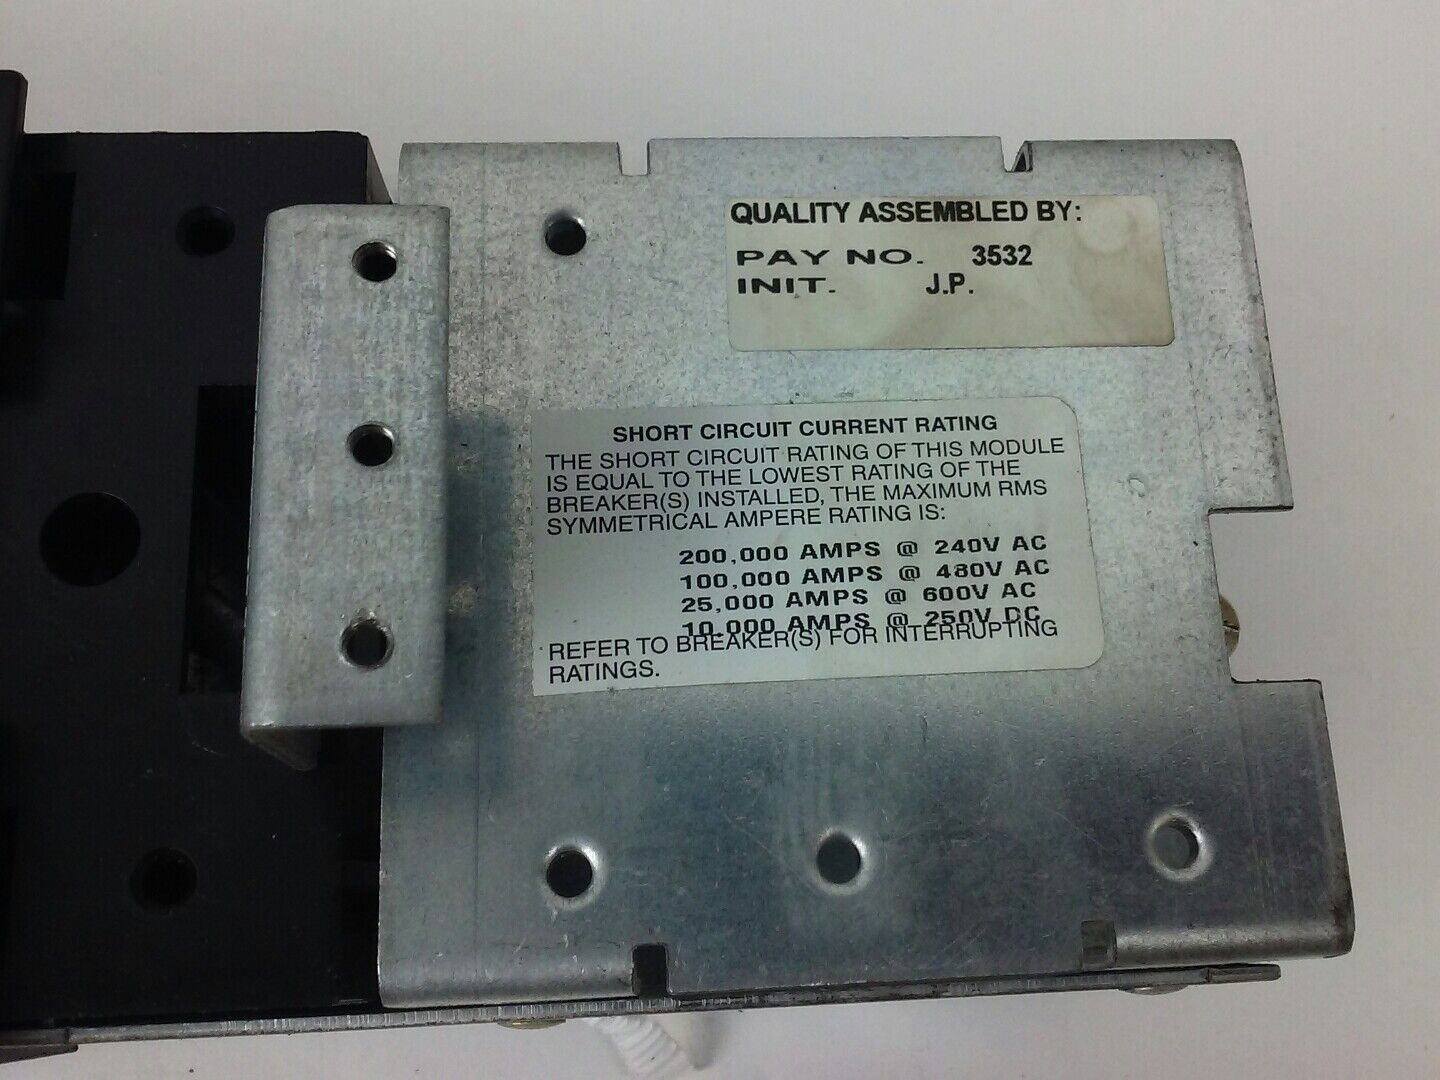 QUALITY ASSEMBLED BY:
PAY NO. 3532
INIT. J.P.
SHORT CIRCUIT CURRENT RATING
THE SHORT CIRCUIT RATING OF THIS MODULE
IS EQUAL TO THE LOWEST RATING OF THE
BREAKER(S) INSTALLED, THE MAXIMUM RMS
SYMMETRICAL AMPERE RATING IS:
200,000 AMPS @ 240V AC
100,000 AMPS @ 480V AC
25,000 AMPS @ 600V AC
10,000 AMPS @ 250V DC
REFER TO BREAKER(S) FOR INTERRUPTING
RATINGS.